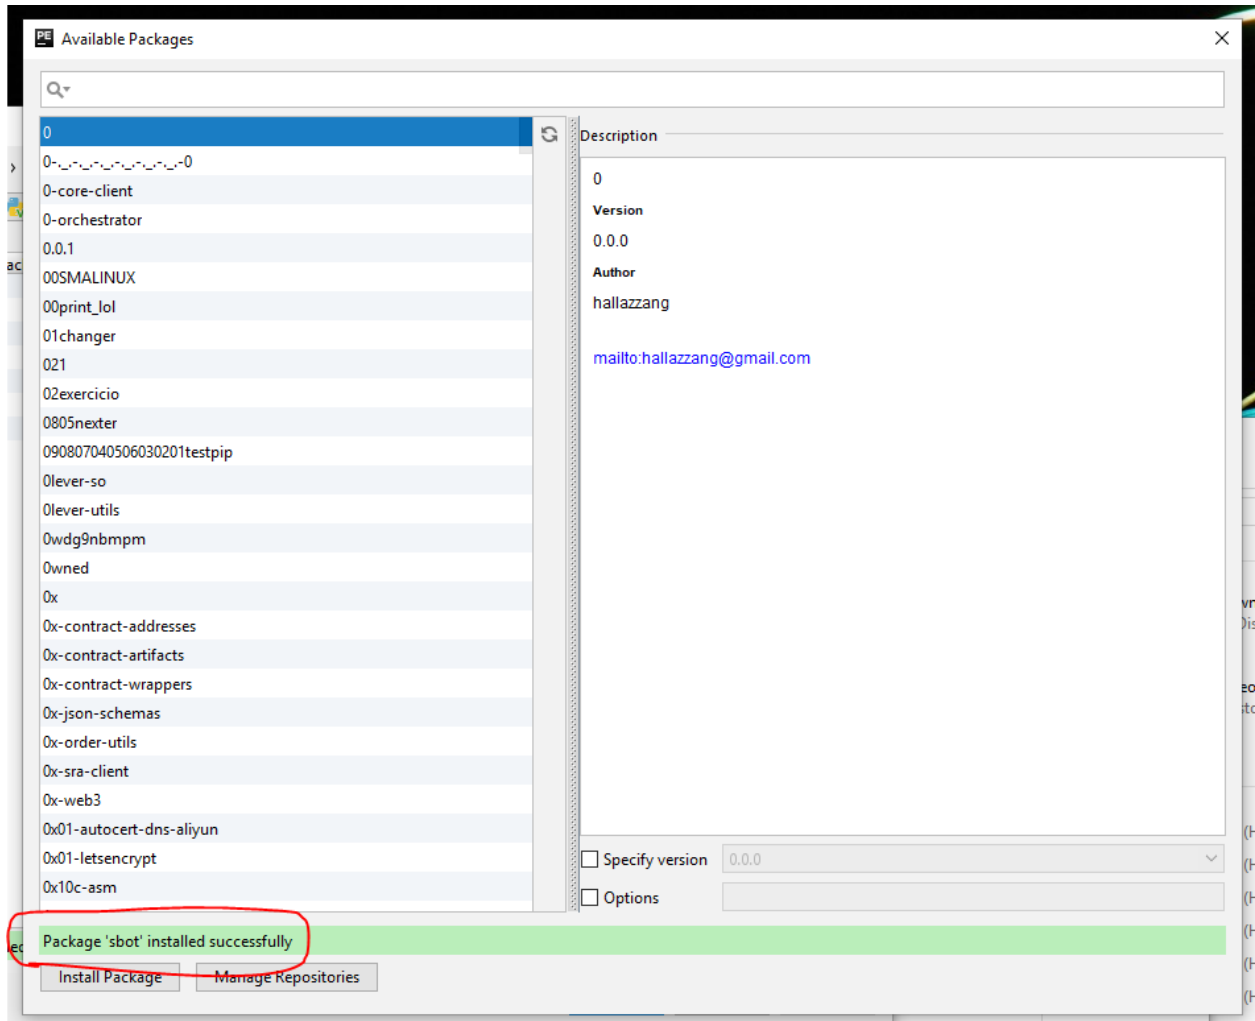 PE Available Packages
0
0-._.-._.-._.-._.-._.-._.-0
0-core-client
0-orchestrator
0.0.1
00SMALINUX
00print_lol
01changer
021
02exercicio
0805nexter
090807040506030201testpip
0lever-so
0lever-utils
0wdg9nbmpm
0wned
0x
0x-contract-addresses
0x-contract-artifacts
0x-contract-wrappers
0x-json-schemas
0x-order-utils
0x-sra-client
0x-web3
0x01-autocert-dns-aliyun
0x01-letsencrypt
0x10c-asm
Description
0
Version
0.0.0
Author
hallazzang
mailto:hallazzang@gmail.com
Specify version 0.0.0
Options
Package 'sbot' installed successfully
Install Package Manage Repositories